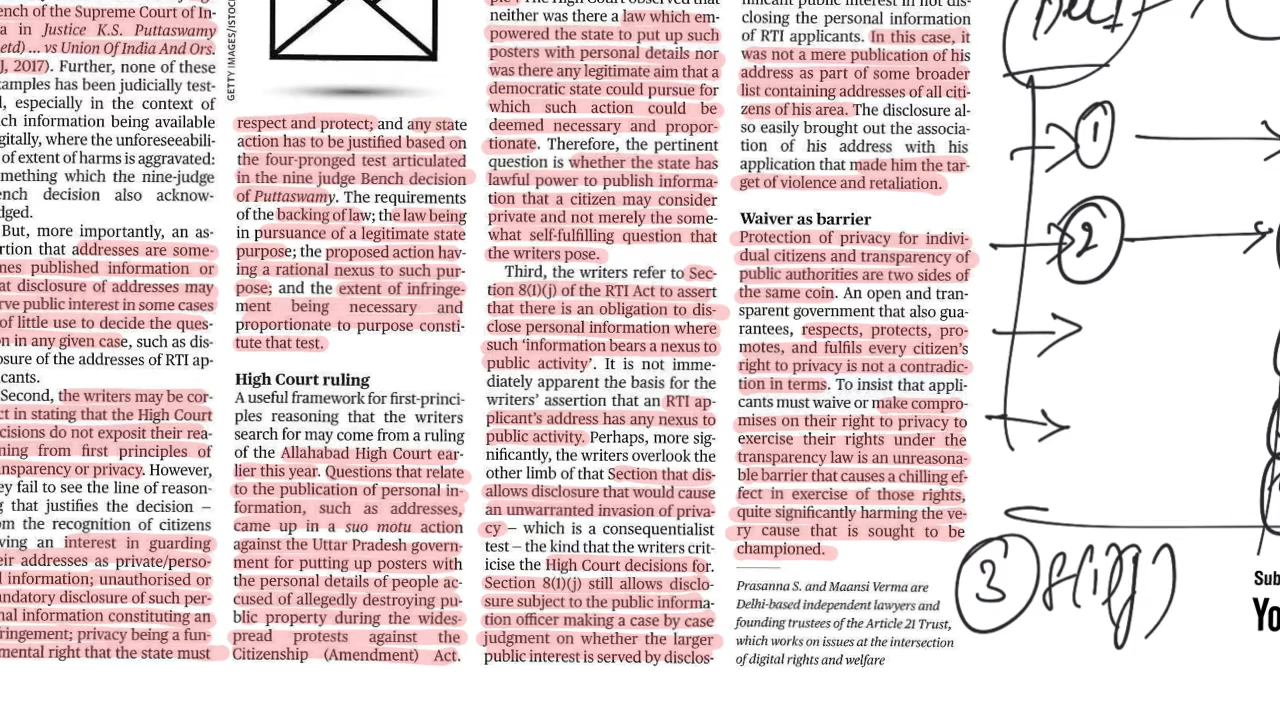 ench of the Supreme Court of In-
a in Justice K.S. Puttaswamy
etd) ... vs Union Of India And Ors.
J, 2017). Further, none of these
amples has been judicially test-
l, especially in the context of
ch information being available
gitally, where the unforeseeabili-
of extent of harms is aggravated:
mething which the nine-judge
ench decision also acknow-
dged.
But, more importantly, an as-
rtion that addresses are some-
nes published information or
at disclosure of addresses may
rve public interest in some cases
of little use to decide the ques-
on in any given case, such as dis-
osure of the addresses of RTI ap-
icants.
Second, the writers may be cor-
ct in stating that the High Court
cisions do not exposit their rea-
ning from first principles of
nsparency or privacy. However,
ey fail to see the line of reason-
g that justifies the decision –
om the recognition of citizens
ving an interest in guarding
eir addresses as private/perso-
l information; unauthorised or
andatory disclosure of such per-
nal information constituting an
ringement; privacy being a fun-
mental right that the state must
GETTY IMAGES/ISTOC
respect and protect; and any state
action has to be justified based on
the four-pronged test articulated
in the nine judge Bench decision
of Puttaswamy. The requirements
of the backing of law; the law being
in pursuance of a legitimate state
purpose; the proposed action hav-
ing a rational nexus to such pur-
pose; and the extent of infringe-
ment being necessary and
proportionate to purpose consti-
tute that test.
High Court ruling
A useful framework for first-princi-
ples reasoning that the writers
search for may come from a ruling
of the Allahabad High Court ear-
lier this year. Questions that relate
to the publication of personal in-
formation, such as addresses,
came up in a suo motu action
against the Uttar Pradesh govern-
ment for putting up posters with
the personal details of people ac-
cused of allegedly destroying pu-
blic property during the wides-
pread protests against the
Citizenship (Amendment) Act.
neither was there a law which em-
powered the state to put up such
posters with personal details nor
was there any legitimate aim that a
democratic state could pursue for
which such action could be
deemed necessary and propor-
tionate. Therefore, the pertinent
question is whether the state has
lawful power to publish informa-
tion that a citizen may consider
private and not merely the some-
what self-fulfilling question that
the writers pose.
Third, the writers refer to Sec-
tion 8(1)(j) of the RTI Act to assert
that there is an obligation to dis-
close personal information where
such 'information bears a nexus to
public activity'. It is not imme-
diately apparent the basis for the
writers' assertion that an RTI ap-
plicant's address has any nexus to
public activity. Perhaps, more sig-
nificantly, the writers overlook the
other limb of that Section that dis-
allows disclosure that would cause
an unwarranted invasion of priva-
cy – which is a consequentialist
test – the kind that the writers crit-
icise the High Court decisions for.
Section 8(1)(j) still allows disclo-
sure subject to the public informa-
tion officer making a case by case
judgment on whether the larger
public interest is served by disclos-
closing the personal information
of RTI applicants. In this case, it
was not a mere publication of his
address as part of some broader
list containing addresses of all citi-
zens of his area. The disclosure al-
so easily brought out the associa-
tion of his address with his
application that made him the tar-
get of violence and retaliation.
Waiver as barrier
Protection of privacy for indivi-
dual citizens and transparency of
public authorities are two sides of
the same coin. An open and tran-
sparent government that also gua-
rantees, respects, protects, pro-
motes, and fulfils every citizen's
right to privacy is not a contradic-
tion in terms. To insist that appli-
cants must waive or make compro-
mises on their right to privacy to
exercise their rights under the
transparency law is an unreasona-
ble barrier that causes a chilling ef-
fect in exercise of those rights,
quite significantly harming the ve-
ry cause that is sought to be
championed.
Prasanna S. and Maansi Verma are
Delhi-based independent lawyers and
founding trustees of the Article 21 Trust,
which works on issues at the intersection
of digital rights and welfare
1
2
3 8(1)(j)
Sub
Yo